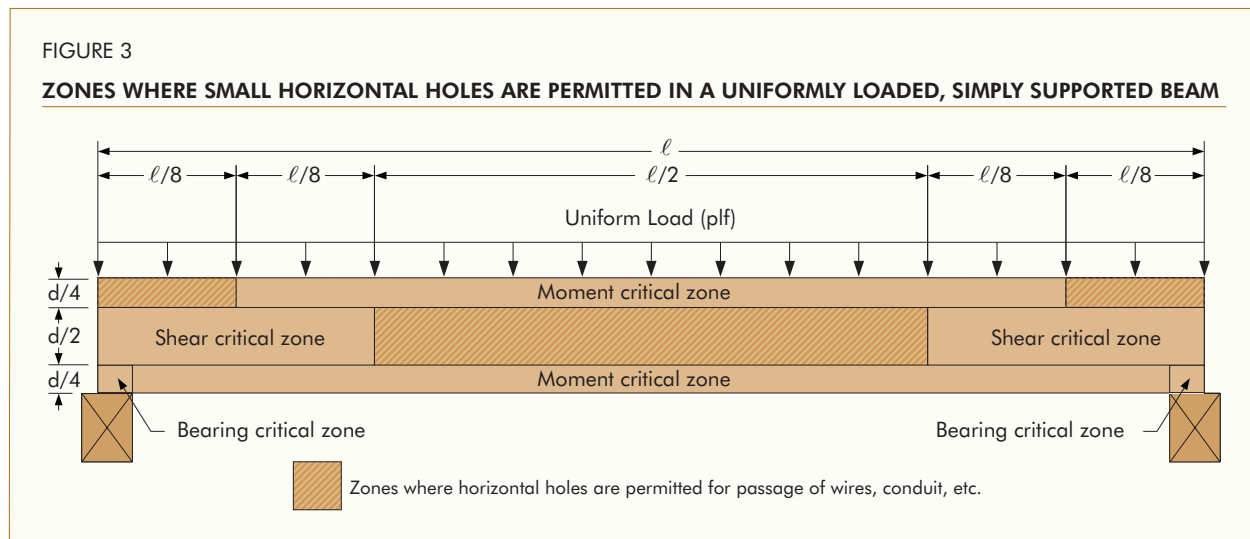 FIGURE 3
ZONES WHERE SMALL HORIZONTAL HOLES ARE PERMITTED IN A UNIFORMLY LOADED, SIMPLY SUPPORTED BEAM
ℓ
ℓ/8 ℓ/8 ℓ/2 ℓ/8 ℓ/8
Uniform Load (plf)
d/4 Moment critical zone
d/2 Shear critical zone Shear critical zone
d/4 Moment critical zone
Bearing critical zone Bearing critical zone
Zones where horizontal holes are permitted for passage of wires, conduit, etc.